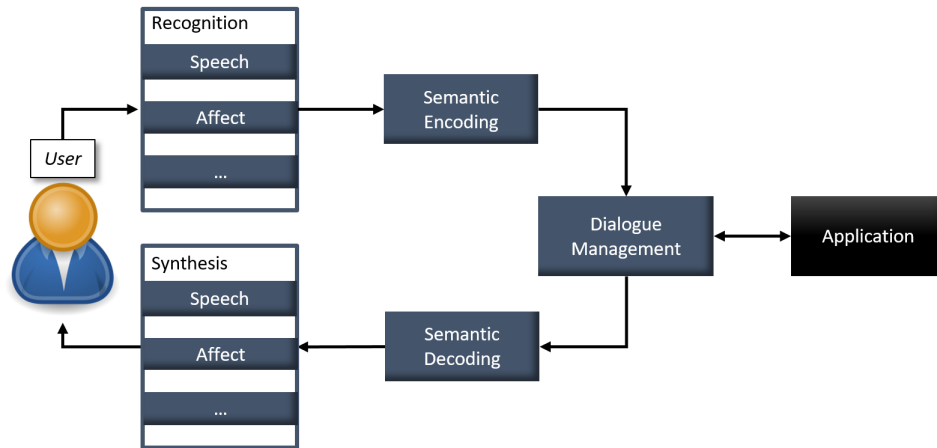 Recognition
Speech
Affect
...
User
Semantic
Encoding
Dialogue
Management
Application
Synthesis
Speech
Affect
...
Semantic
Decoding